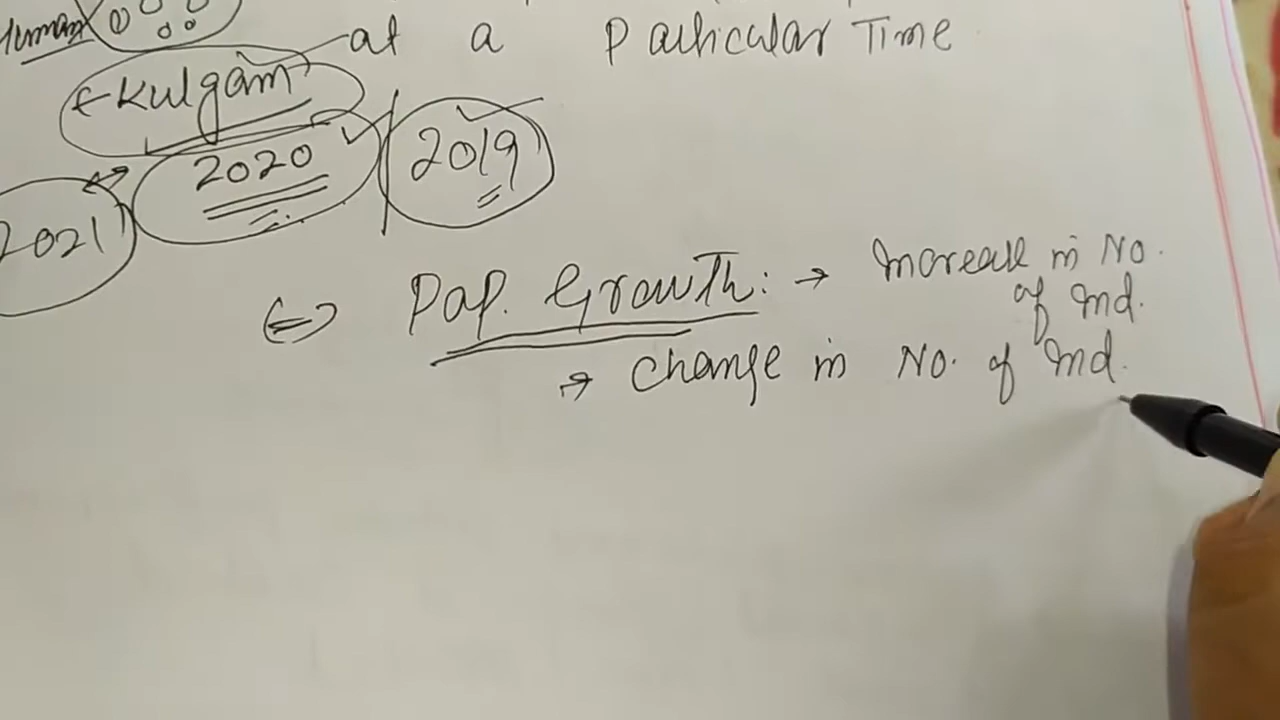 Human ①
at a Particular Time
Kulgam
2021 2020 2019
⇔ Pop. Growth: → Increase in No.
of Ind.
→ Change in No. of Ind.